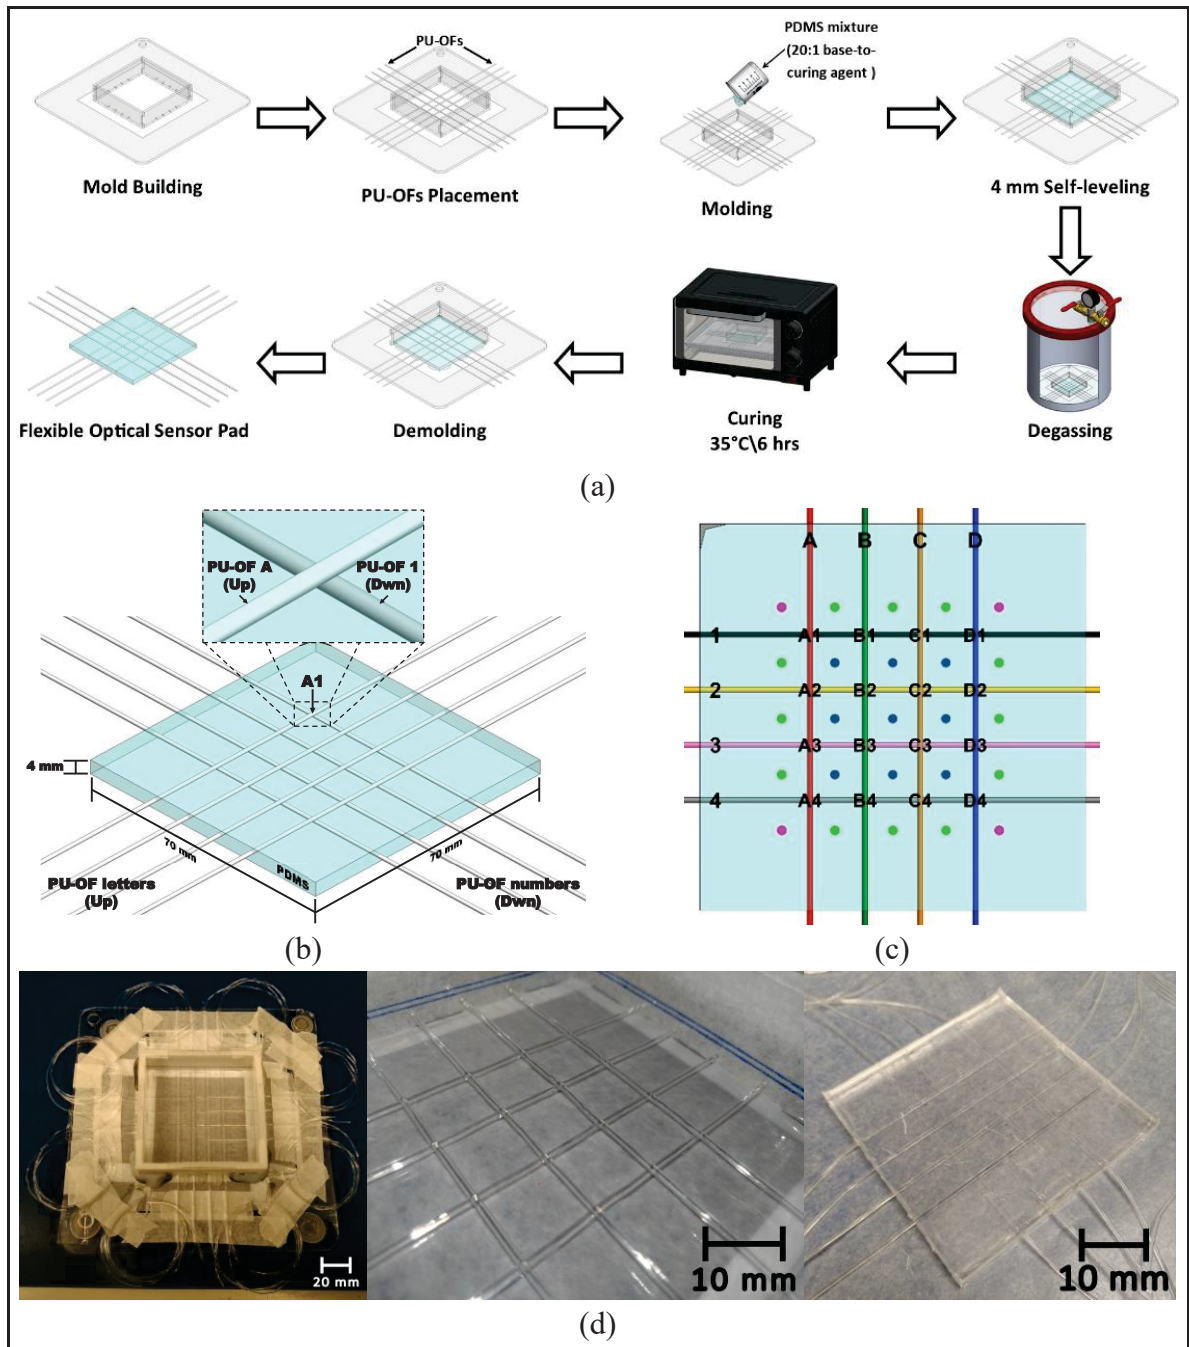 PU-OFs
PDMS mixture
(20:1 base-to-
curing agent )
Mold Building
PU-OFs Placement
Molding
4 mm Self-leveling
Flexible Optical Sensor Pad
Demolding
Curing
35°C\6 hrs
Degassing
(a)
PU-OF A
(Up)
PU-OF 1
(Dwn)
A1
4 mm
70 mm
70 mm
PDMS
PU-OF letters
(Up)
PU-OF numbers
(Dwn)
(b)
A B C D
1 A1 B1 C1 D1
2 A2 B2 C2 D2
3 A3 B3 C3 D3
4 A4 B4 C4 D4
(c)
20 mm
10 mm
10 mm
(d)